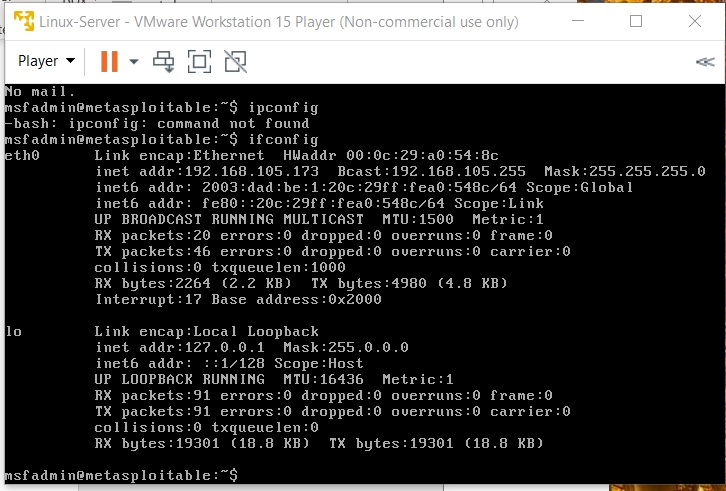 Linux-Server - VMware Workstation 15 Player (Non-commercial use only)
Player
No mail.
msfadmin@metasploitable:~$ ipconfig
-bash: ipconfig: command not found
msfadmin@metasploitable:~$ ifconfig
eth0 Link encap:Ethernet HWaddr 00:0c:29:a0:54:8c
inet addr:192.168.105.173 Bcast:192.168.105.255 Mask:255.255.255.0
inet6 addr: 2003:dad:be:1:20c:29ff:fea0:548c/64 Scope:Global
inet6 addr: fe80::20c:29ff:fea0:548c/64 Scope:Link
UP BROADCAST RUNNING MULTICAST MTU:1500 Metric:1
RX packets:20 errors:0 dropped:0 overruns:0 frame:0
TX packets:46 errors:0 dropped:0 overruns:0 carrier:0
collisions:0 txqueuelen:1000
RX bytes:2264 (2.2 KB) TX bytes:4980 (4.8 KB)
Interrupt:17 Base address:0x2000
lo Link encap:Local Loopback
inet addr:127.0.0.1 Mask:255.0.0.0
inet6 addr: ::1/128 Scope:Host
UP LOOPBACK RUNNING MTU:16436 Metric:1
RX packets:91 errors:0 dropped:0 overruns:0 frame:0
TX packets:91 errors:0 dropped:0 overruns:0 carrier:0
collisions:0 txqueuelen:0
RX bytes:19301 (18.8 KB) TX bytes:19301 (18.8 KB)
msfadmin@metasploitable:~$